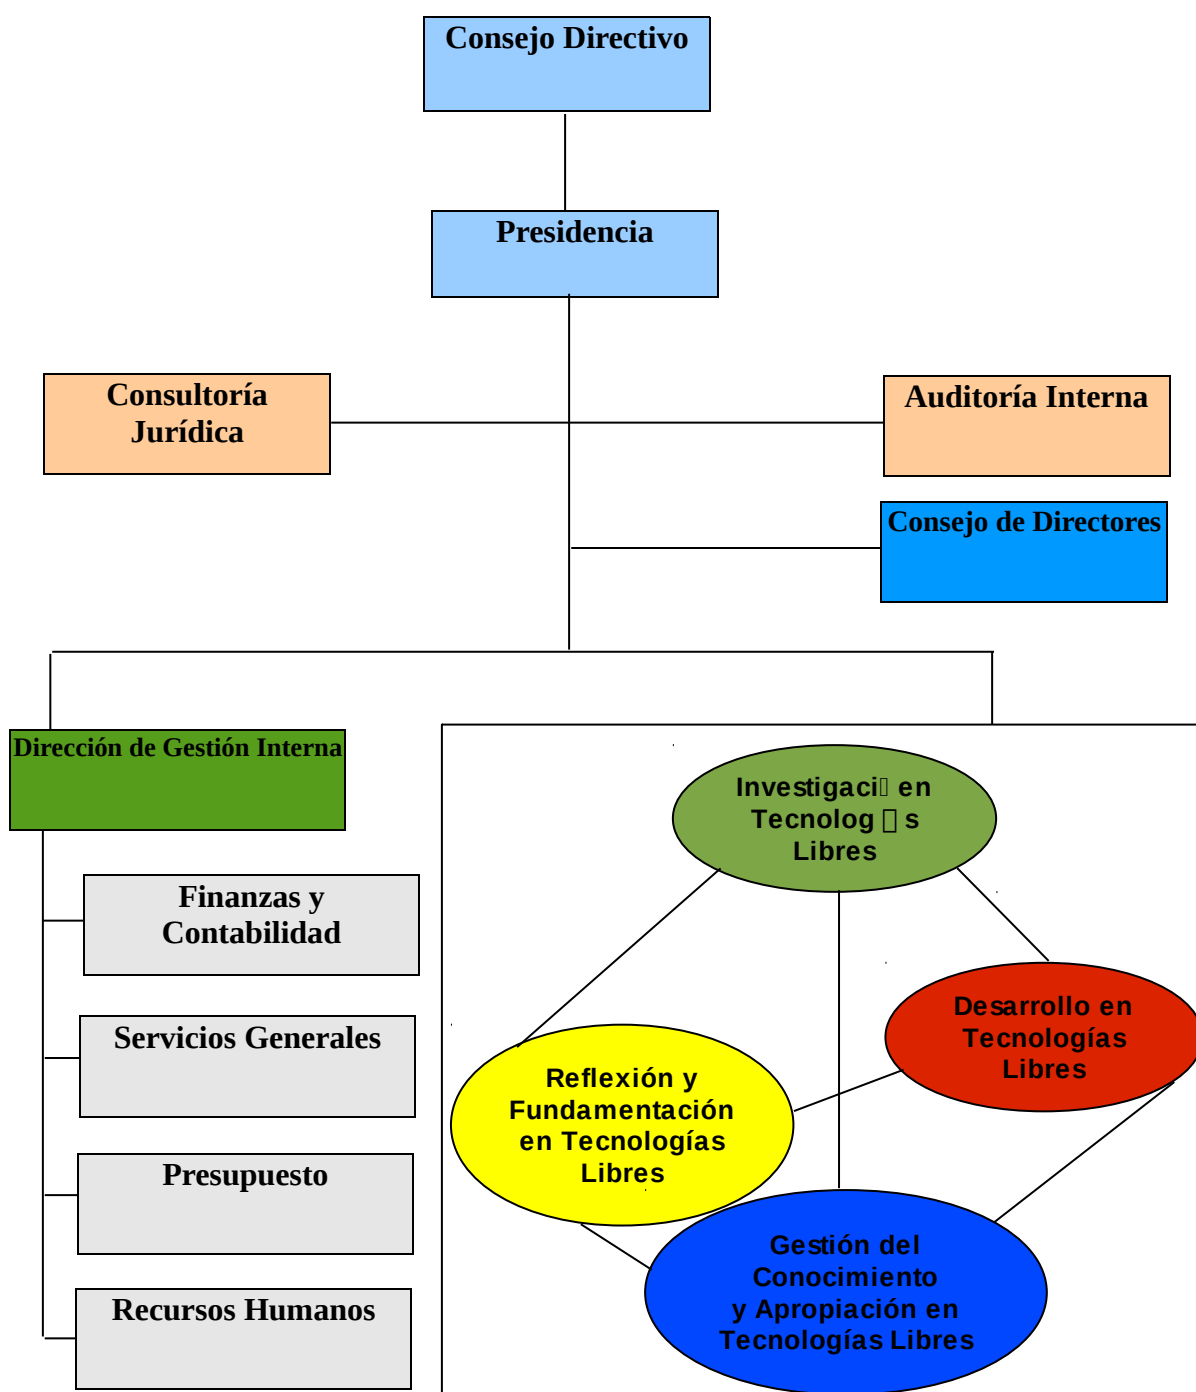 Consejo Directivo
Presidencia
Consultoría
Jurídica
Auditoría Interna
Consejo de Directores
Dirección de Gestión Interna
Finanzas y
Contabilidad
Servicios Generales
Presupuesto
Recursos Humanos
Investigaci▯ en
Tecnolog ▯ s
Libres
Desarrollo en
Tecnologías
Libres
Reflexión y
Fundamentación
en Tecnologías
Libres
Gestión del
Conocimiento
y Apropiación en
Tecnologías Libres